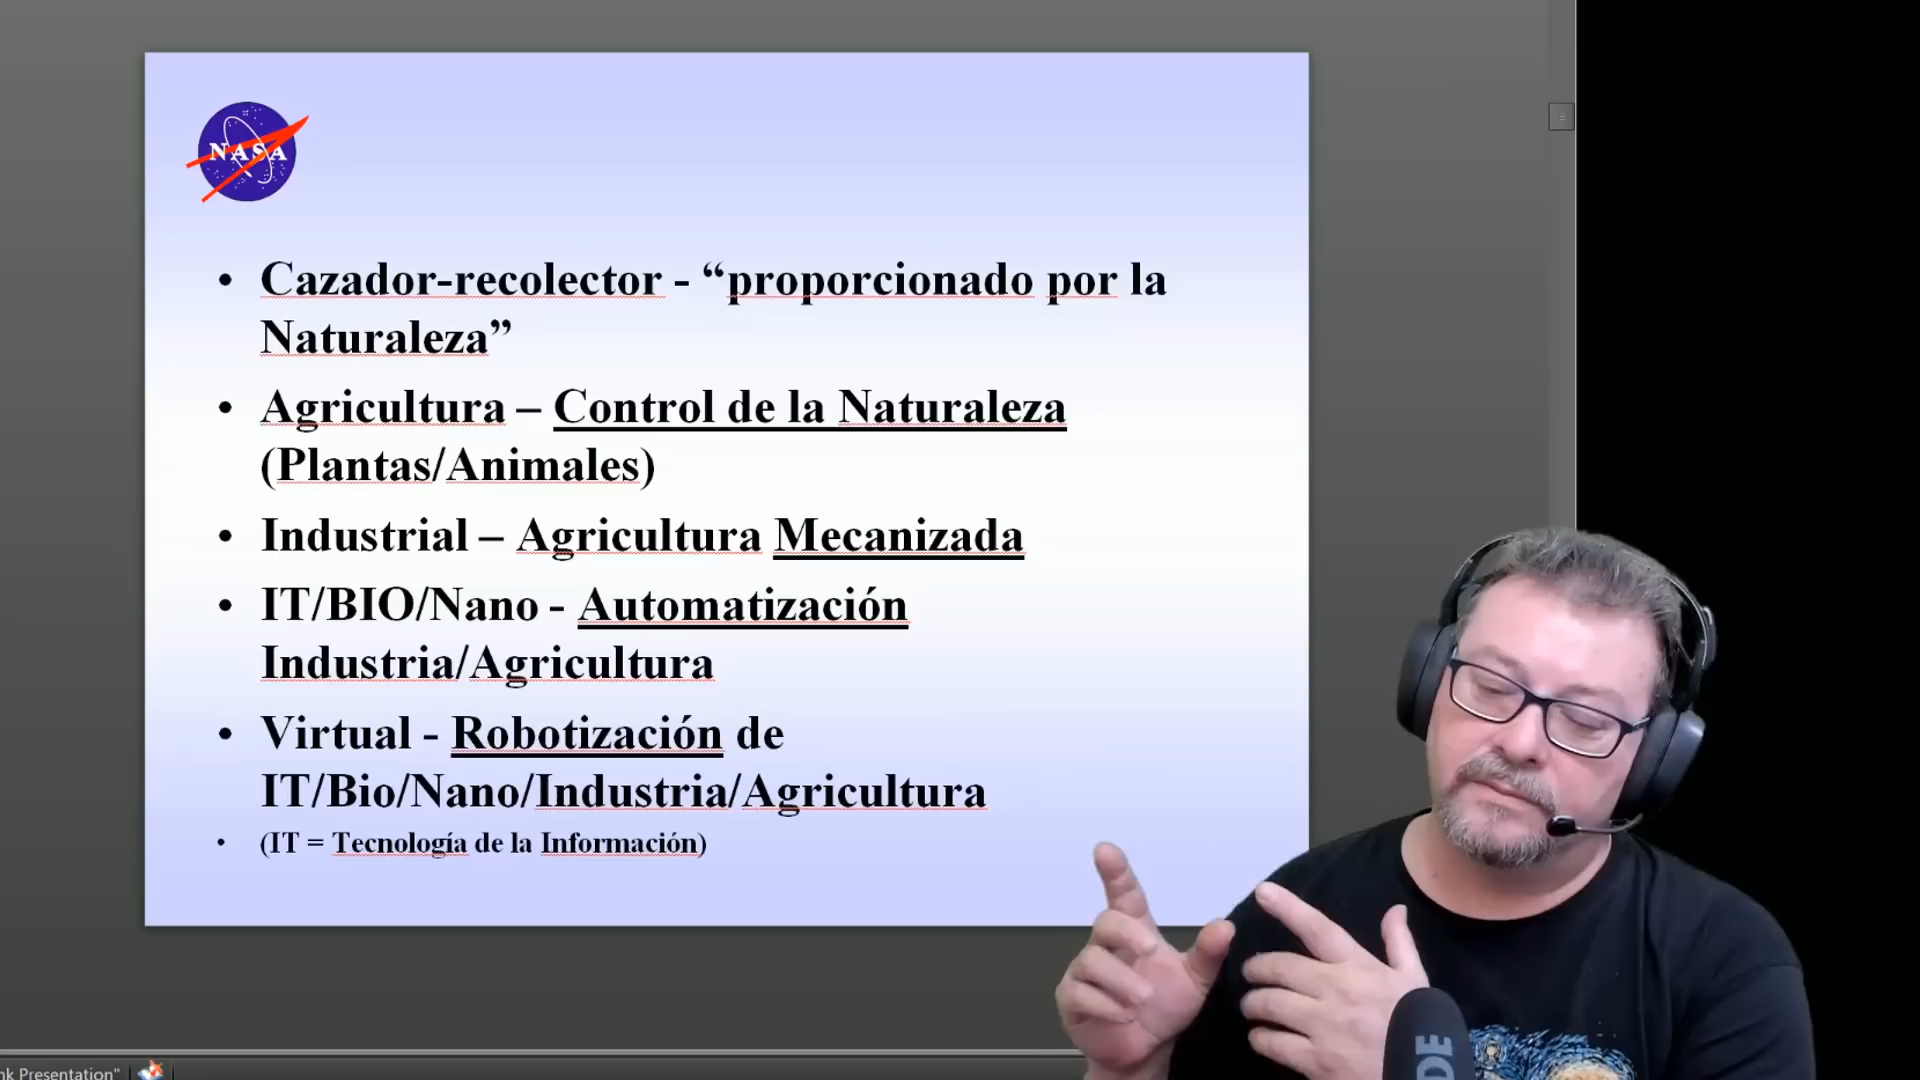 NASA
• Cazador-recolector - “proporcionado por la
Naturaleza”
• Agricultura – Control de la Naturaleza
(Plantas/Animales)
• Industrial – Agricultura Mecanizada
• IT/BIO/Nano - Automatización
Industria/Agricultura
• Virtual - Robotización de
IT/Bio/Nano/Industria/Agricultura
• (IT = Tecnología de la Información)
nk Presentation"
DE